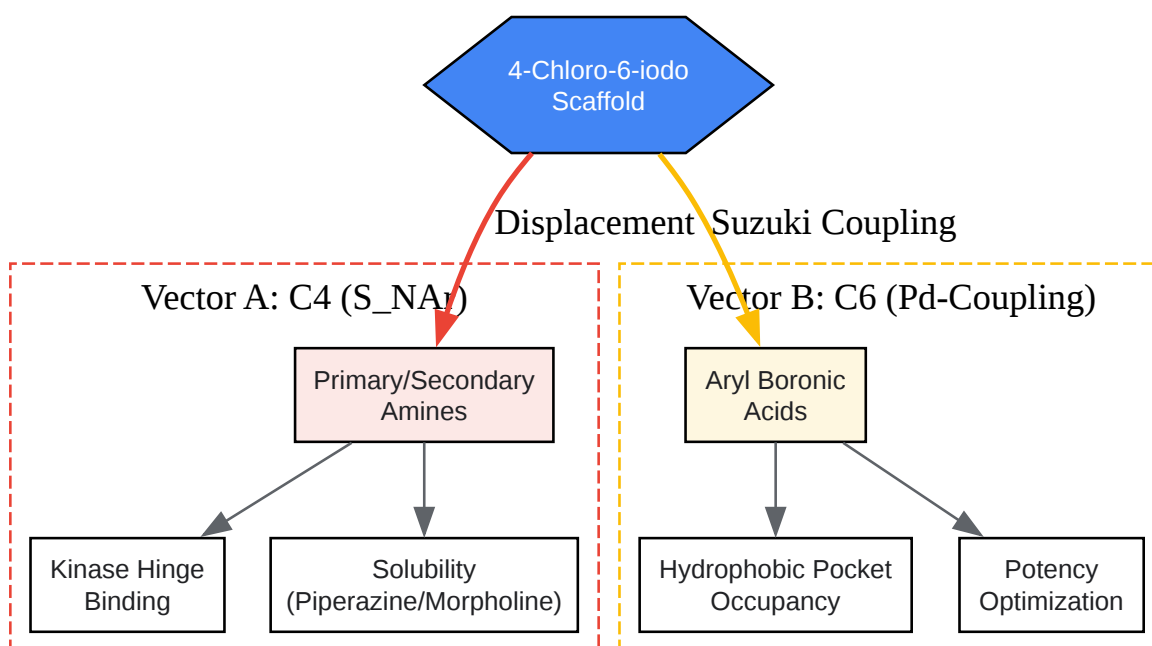 4-Chloro-6-iodo
Scaffold
Displacement
Suzuki Coupling
Vector A: C4 (S_NAr)
Vector B: C6 (Pd-Coupling)
Primary/Secondary
Amines
Aryl Boronic
Acids
Kinase Hinge
Binding
Solubility
(Piperazine/Morpholine)
Hydrophobic Pocket
Occupancy
Potency
Optimization